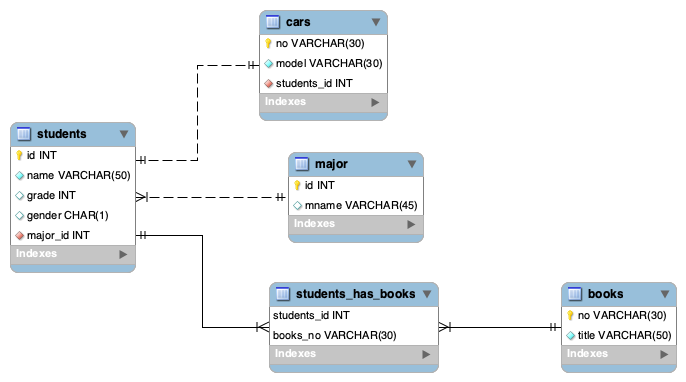 cars
no VARCHAR(30)
model VARCHAR(30)
students_id INT
Indexes
students
id INT
name VARCHAR(50)
grade INT
gender CHAR(1)
major_id INT
Indexes
major
id INT
mname VARCHAR(45)
Indexes
students_has_books
students_id INT
books_no VARCHAR(30)
Indexes
books
no VARCHAR(30)
title VARCHAR(50)
Indexes